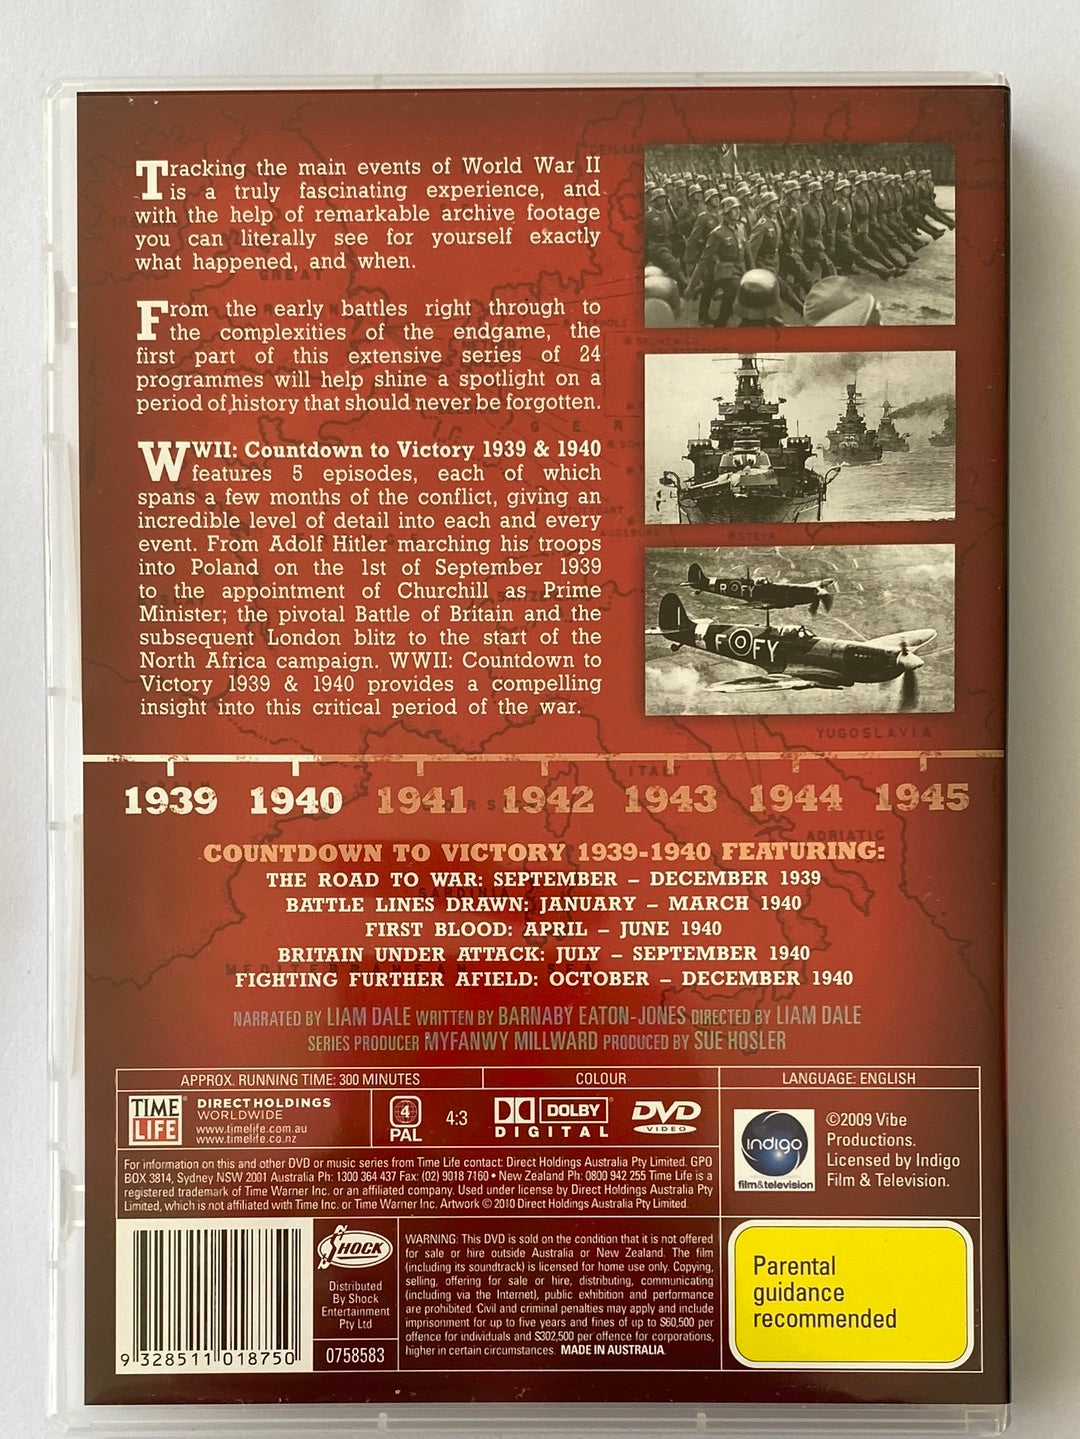 Tracking the main events of World War II
is a truly fascinating experience, and
with the help of remarkable archive footage
you can literally see for yourself exactly
what happened, and when.
From the early battles right through to
the complexities of the endgame, the
first part of this extensive series of 24
programmes will help shine a spotlight on a
period of history that should never be forgotten.
WWII: Countdown to Victory 1939 & 1940
features 5 episodes, each of which
spans a few months of the conflict, giving an
incredible level of detail into each and every
event. From Adolf Hitler marching his troops
into Poland on the 1st of September 1939
to the appointment of Churchill as Prime
Minister; the pivotal Battle of Britain and the
subsequent London blitz to the start of the
North Africa campaign. WWII: Countdown to
Victory 1939 & 1940 provides a compelling
insight into this critical period of the war.
R FY
F FY
YUGOSLAVIA
ITALY
1939 1940 1941 1942 1943 1944 1945
ADRIATIC
COUNTDOWN TO VICTORY 1939-1940 FEATURING:
THE ROAD TO WAR: SEPTEMBER – DECEMBER 1939
SARDINIA
BATTLE LINES DRAWN: JANUARY – MARCH 1940
FIRST BLOOD: APRIL – JUNE 1940
BRITAIN UNDER ATTACK: JULY – SEPTEMBER 1940
MEDITERRANEAN SEA
FIGHTING FURTHER AFIELD: OCTOBER – DECEMBER 1940
NARRATED BY LIAM DALE WRITTEN BY BARNABY EATON-JONES DIRECTED BY LIAM DALE
SERIES PRODUCER MYFANWY MILLWARD PRODUCED BY SUE HOSLER
APPROX. RUNNING TIME: 300 MINUTES
COLOUR
LANGUAGE: ENGLISH
TIME LIFE
DIRECT HOLDINGS
WORLDWIDE
www.timelife.com.au
www.timelife.co.nz
4
PAL
4:3
DOLBY
DIGITAL
DVD
VIDEO
indigo
film&television
©2009 Vibe
Productions.
Licensed by Indigo
Film & Television.
For information on this and other DVD or music series from Time Life contact: Direct Holdings Australia Pty Limited. GPO
BOX 3814, Sydney NSW 2001 Australia Ph: 1300 364 437 Fax: (02) 9018 7160 • New Zealand Ph: 0800 942 255 Time Life is a
registered trademark of Time Warner Inc. or an affiliated company. Used under license by Direct Holdings Australia Pty
Limited, which is not affiliated with Time Inc. or Time Warner Inc. Artwork © 2010 Direct Holdings Australia Pty Limited.
9 328511 018750
SHOCK
Distributed
By Shock
Entertainment
Pty Ltd
0758583
WARNING: This DVD is sold on the condition that it is not offered
for sale or hire outside Australia or New Zealand. The film
(including its soundtrack) is licensed for home use only. Copying,
selling, offering for sale or hire, distributing, communicating
(including via the Internet), public exhibition and performance
are prohibited. Civil and criminal penalties may apply and include
imprisonment for up to five years and fines of up to $60,500 per
offence for individuals and $302,500 per offence for corporations,
higher in certain circumstances. MADE IN AUSTRALIA.
Parental
guidance
recommended